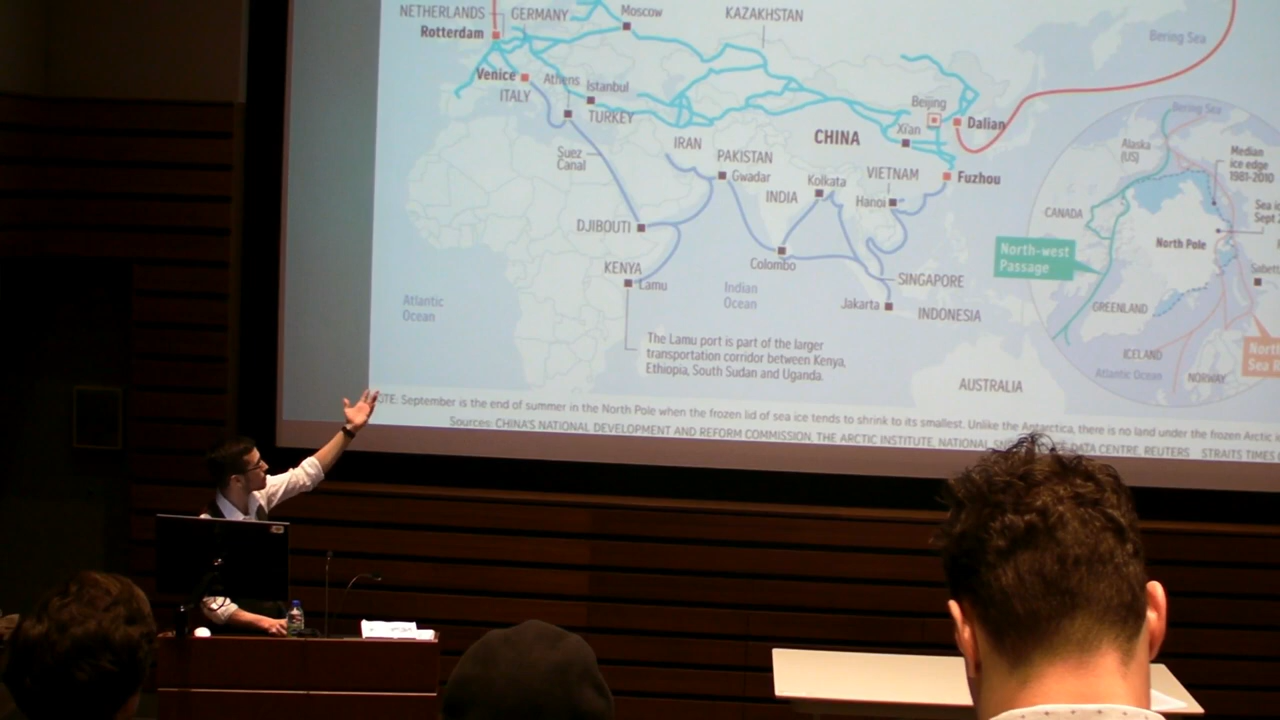 NETHERLANDS
GERMANY
Moscow
KAZAKHSTAN
Rotterdam
Bering Sea
Venice
Athens
Istanbul
ITALY
TURKEY
Beijing
Dalian
Xi'an
CHINA
Bering Sea
Alaska
(US)
Median
ice edge
1981-2010
Suez
Canal
IRAN
PAKISTAN
Gwadar
Kolkata
VIETNAM
Fuzhou
INDIA
Hanoi
Sea
Sept
CANADA
DJIBOUTI
North-west
Passage
North Pole
KENYA
Lamu
Colombo
SINGAPORE
Indian
Ocean
Jakarta
INDONESIA
GREENLAND
Atlantic
Ocean
ICELAND
Atlantic Ocean
NORWAY
North
Sea
The Lamu port is part of the larger
transportation corridor between Kenya,
Ethiopia, South Sudan and Uganda.
AUSTRALIA
OTE: September is the end of summer in the North Pole when the frozen lid of sea ice tends to shrink to its smallest. Unlike the Antarctica, there is no land under the frozen Arctic
Sources: CHINA'S NATIONAL DEVELOPMENT AND REFORM COMMISSION, THE ARCTIC INSTITUTE, NATIONAL DATA CENTRE, REUTERS STRAITS TIMES